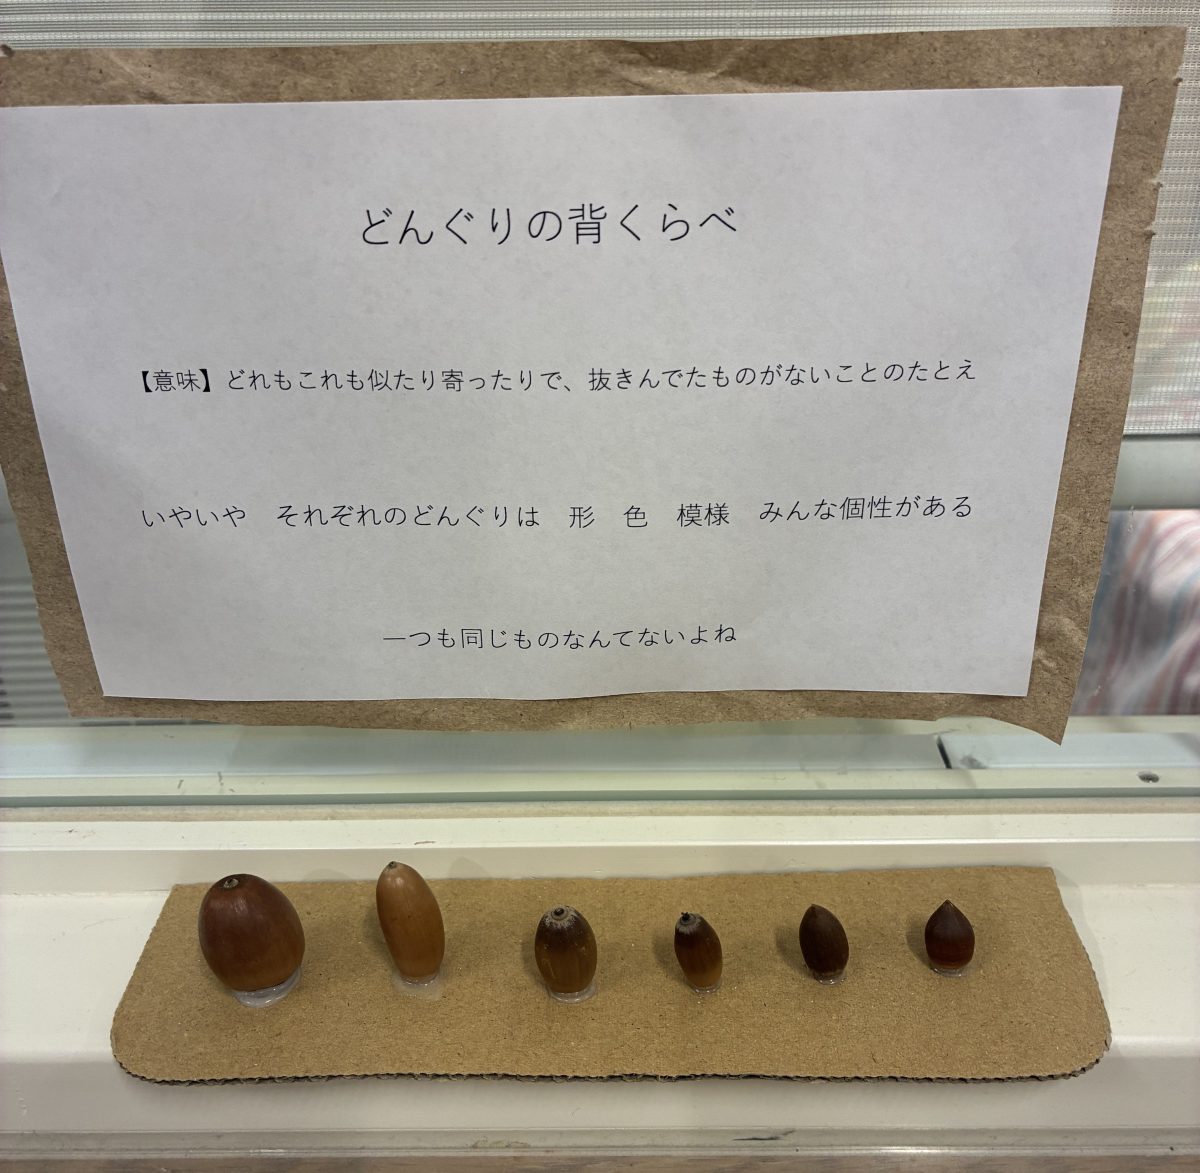 どんぐりの背くらべ
【意味】どれもこれも似たり寄ったりで、抜きんでたものがないことのたとえ
いやいや　それぞれのどんぐりは　形　色　模様　みんな個性がある
一つも同じものなんてないよね